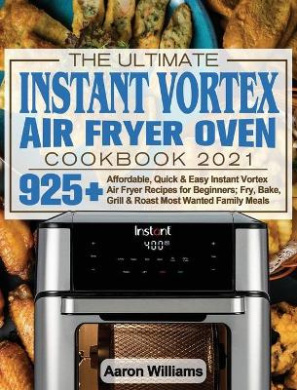 THE ULTIMATE
INSTANT VORTEX
AIR FRYER OVEN
COOKBOOK 2021
925+
Affordable, Quick & Easy Instant Vortex
Air Fryer Recipes for Beginners; Fry, Bake,
Grill & Roast Most Wanted Family Meals
Instant
400
Aaron Williams